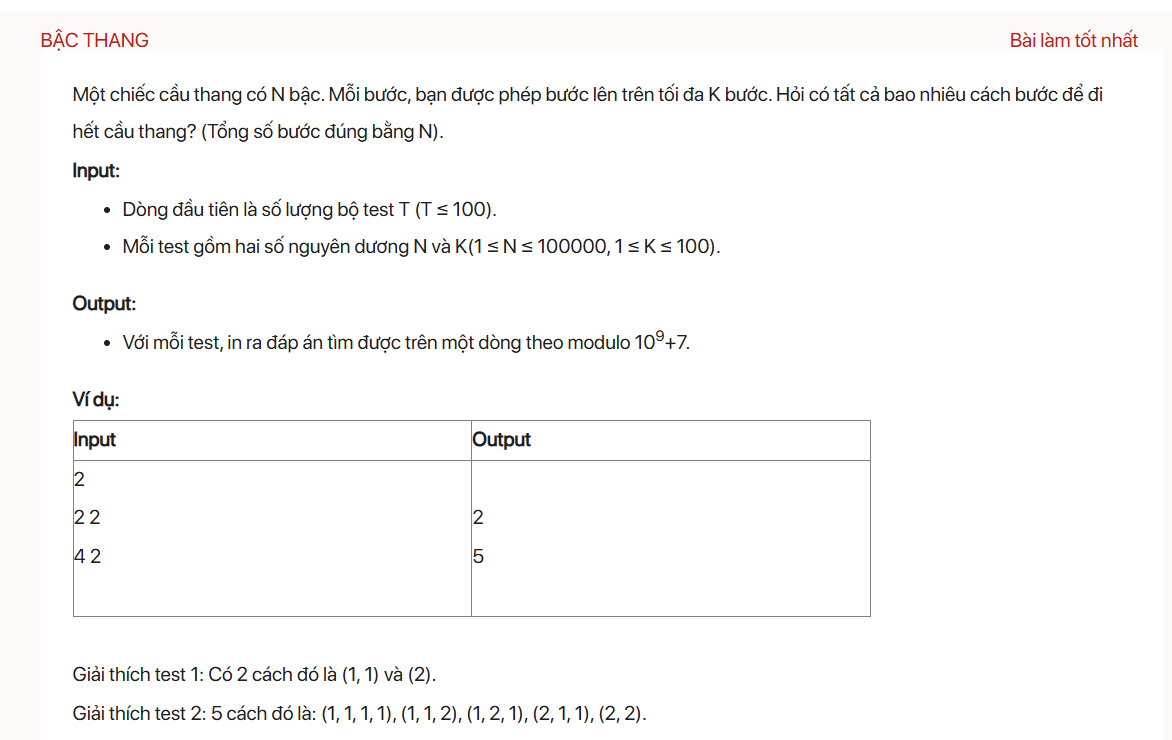 BẬC THANG
Bài làm tốt nhất
Một chiếc cầu thang có N bậc. Mỗi bước, bạn được phép bước lên trên tối đa K bước. Hỏi có tất cả bao nhiêu cách bước để đi
hết cầu thang? (Tổng số bước đúng bằng N).
Input:
• Dòng đầu tiên là số lượng bộ test T (T ≤ 100).
• Mỗi test gồm hai số nguyên dương N và K(1 ≤ N ≤ 100000, 1 ≤ K ≤ 100).
Output:
• Với mỗi test, in ra đáp án tìm được trên một dòng theo modulo 10⁹+7.
Ví dụ:
Input Output
2
2 2 2
4 2 5
Giải thích test 1: Có 2 cách đó là (1, 1) và (2).
Giải thích test 2: 5 cách đó là: (1, 1, 1, 1), (1, 1, 2), (1, 2, 1), (2, 1, 1), (2, 2).